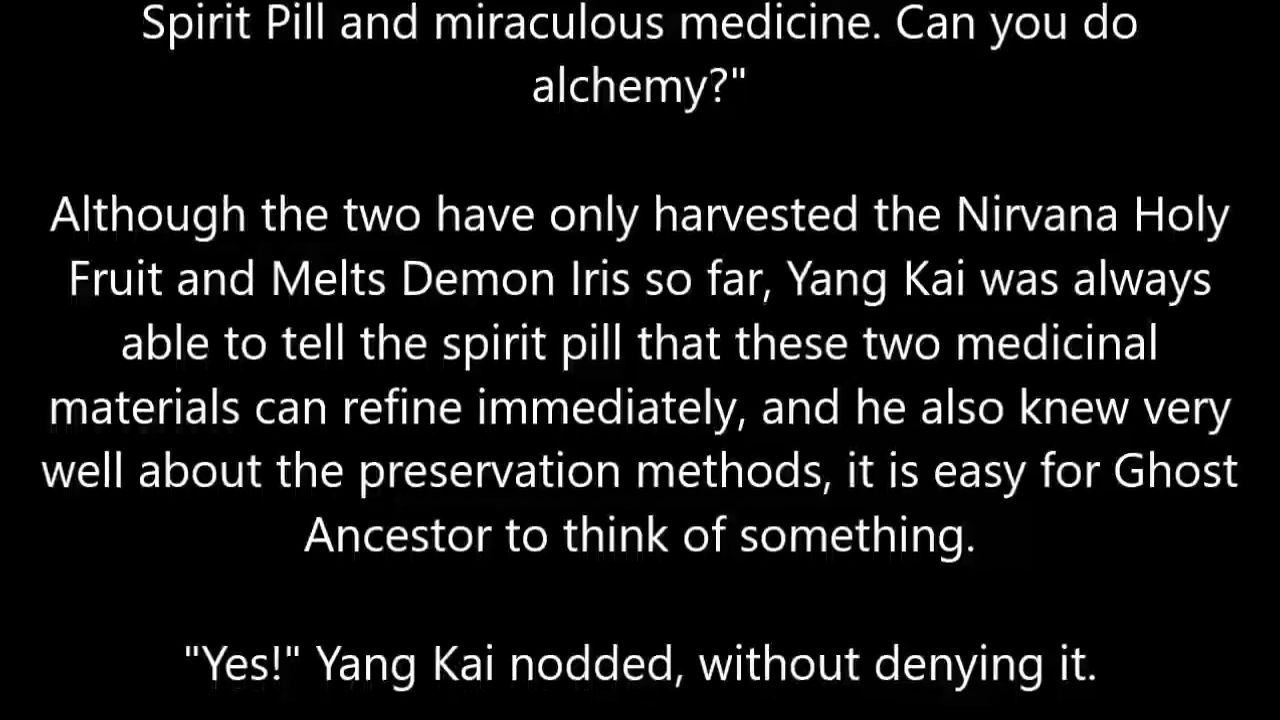 Spirit Pill and miraculous medicine. Can you do
alchemy?"
Although the two have only harvested the Nirvana Holy
Fruit and Melts Demon Iris so far, Yang Kai was always
able to tell the spirit pill that these two medicinal
materials can refine immediately, and he also knew very
well about the preservation methods, it is easy for Ghost
Ancestor to think of something.
"Yes!" Yang Kai nodded, without denying it.